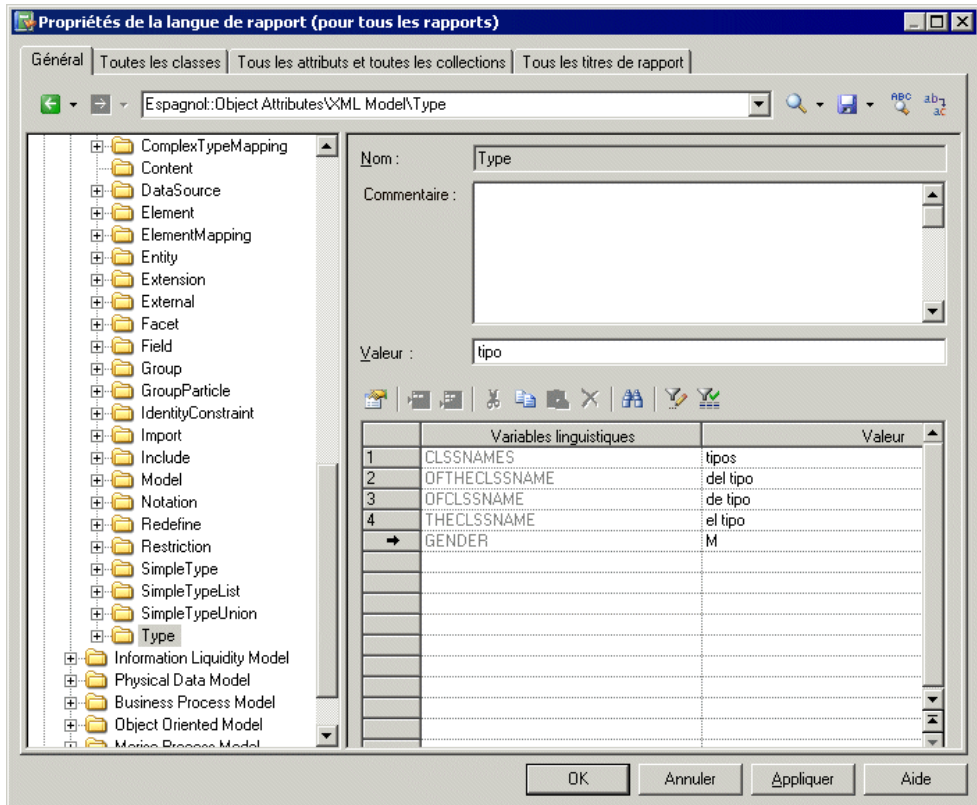 Propriétés de la langue de rapport (pour tous les rapports)
Général Toutes les classes Tous les attributs et toutes les collections Tous les titres de rapport
Espagnol::Object Attributes\XML Model\Type
ComplexTypeMapping
Content
DataSource
Element
ElementMapping
Entity
Extension
External
Facet
Field
Group
GroupParticle
IdentityConstraint
Import
Include
Model
Notation
Redefine
Restriction
SimpleType
SimpleTypeList
SimpleTypeUnion
Type
Information Liquidity Model
Physical Data Model
Business Process Model
Object Oriented Model
Nom : Type
Commentaire :
Valeur : tipo
Variables linguistiques Valeur
1 CLSSNAMES tipos
2 OFTHECLSSNAME del tipo
3 OFCLSSNAME de tipo
4 THECLSSNAME el tipo
GENDER M
OK Annuler Appliquer Aide